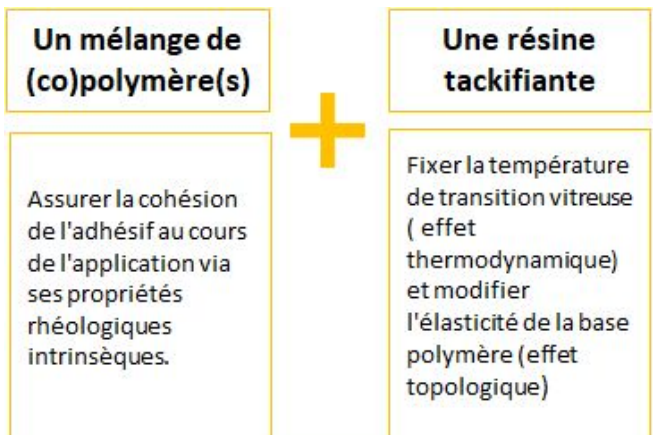 Un mélange de
(co)polymère(s)
Assurer la cohésion
de l'adhésif au cours
de l'application via
ses propriétés
rhéologiques
intrinsèques.
Une résine
tackifiante
Fixer la température
de transition vitreuse
( effet
thermodynamique)
et modifier
l'élasticité de la base
polymère (effet
topologique)